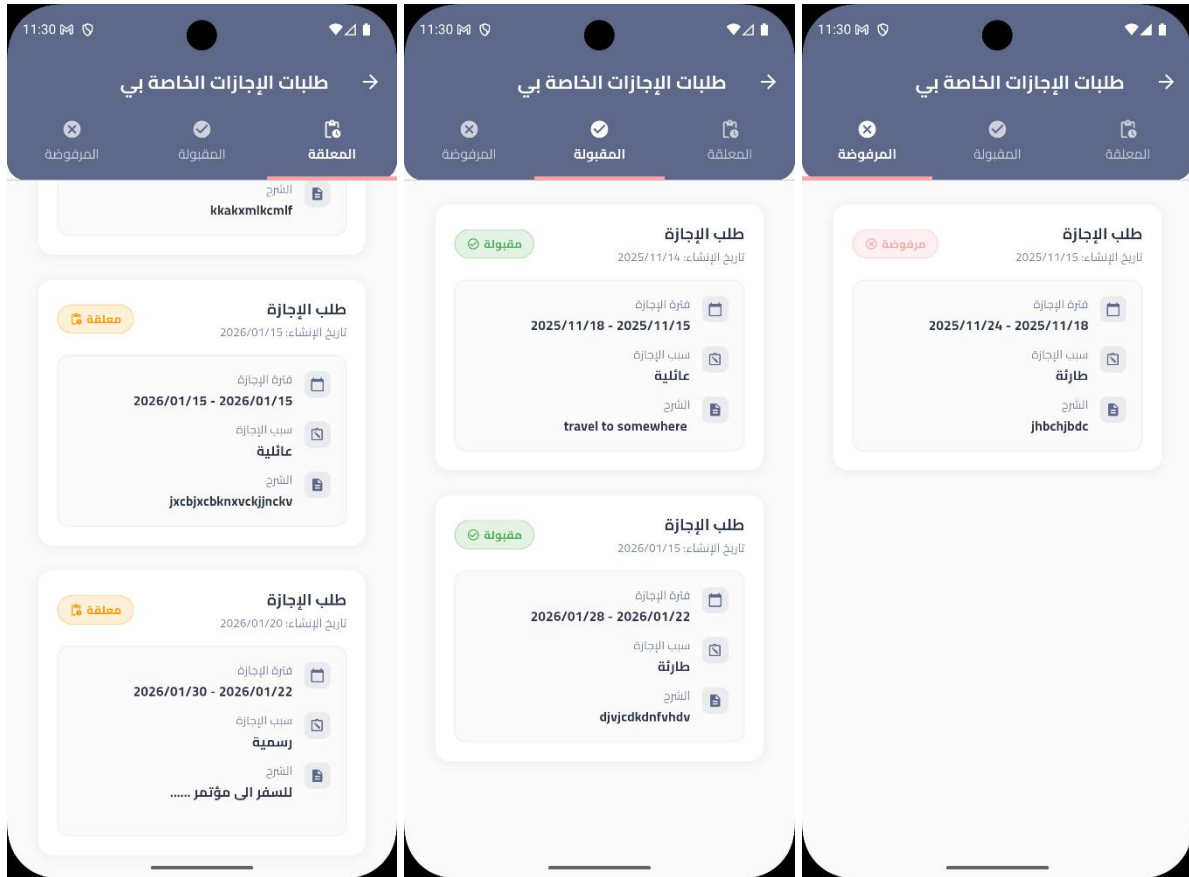 11:30
طلبات الإجازات الخاصة بي
المعلقة
المقبولة
المرفوضة
الشرح
kkakxmlkcmlf
طلب الإجازة
معلقة
تاريخ الإنشاء: 2026/01/15
فترة الإجازة
2026/01/15 - 2026/01/15
سبب الإجازة
عائلية
الشرح
jxcbjxcbknxvckjjnckv
طلب الإجازة
معلقة
تاريخ الإنشاء: 2026/01/20
فترة الإجازة
2026/01/22 - 2026/01/30
سبب الإجازة
رسمية
الشرح
للسفر الى مؤتمر ......
11:30
طلبات الإجازات الخاصة بي
المعلقة
المقبولة
المرفوضة
طلب الإجازة
مقبولة
تاريخ الإنشاء: 2025/11/14
فترة الإجازة
2025/11/15 - 2025/11/18
سبب الإجازة
عائلية
الشرح
travel to somewhere
طلب الإجازة
مقبولة
تاريخ الإنشاء: 2026/01/15
فترة الإجازة
2026/01/22 - 2026/01/28
سبب الإجازة
طارئة
الشرح
djvjcdkdnfvhdv
11:30
طلبات الإجازات الخاصة بي
المعلقة
المقبولة
المرفوضة
طلب الإجازة
مرفوضة
تاريخ الإنشاء: 2025/11/15
فترة الإجازة
2025/11/18 - 2025/11/24
سبب الإجازة
طارئة
الشرح
jhbchjbdc